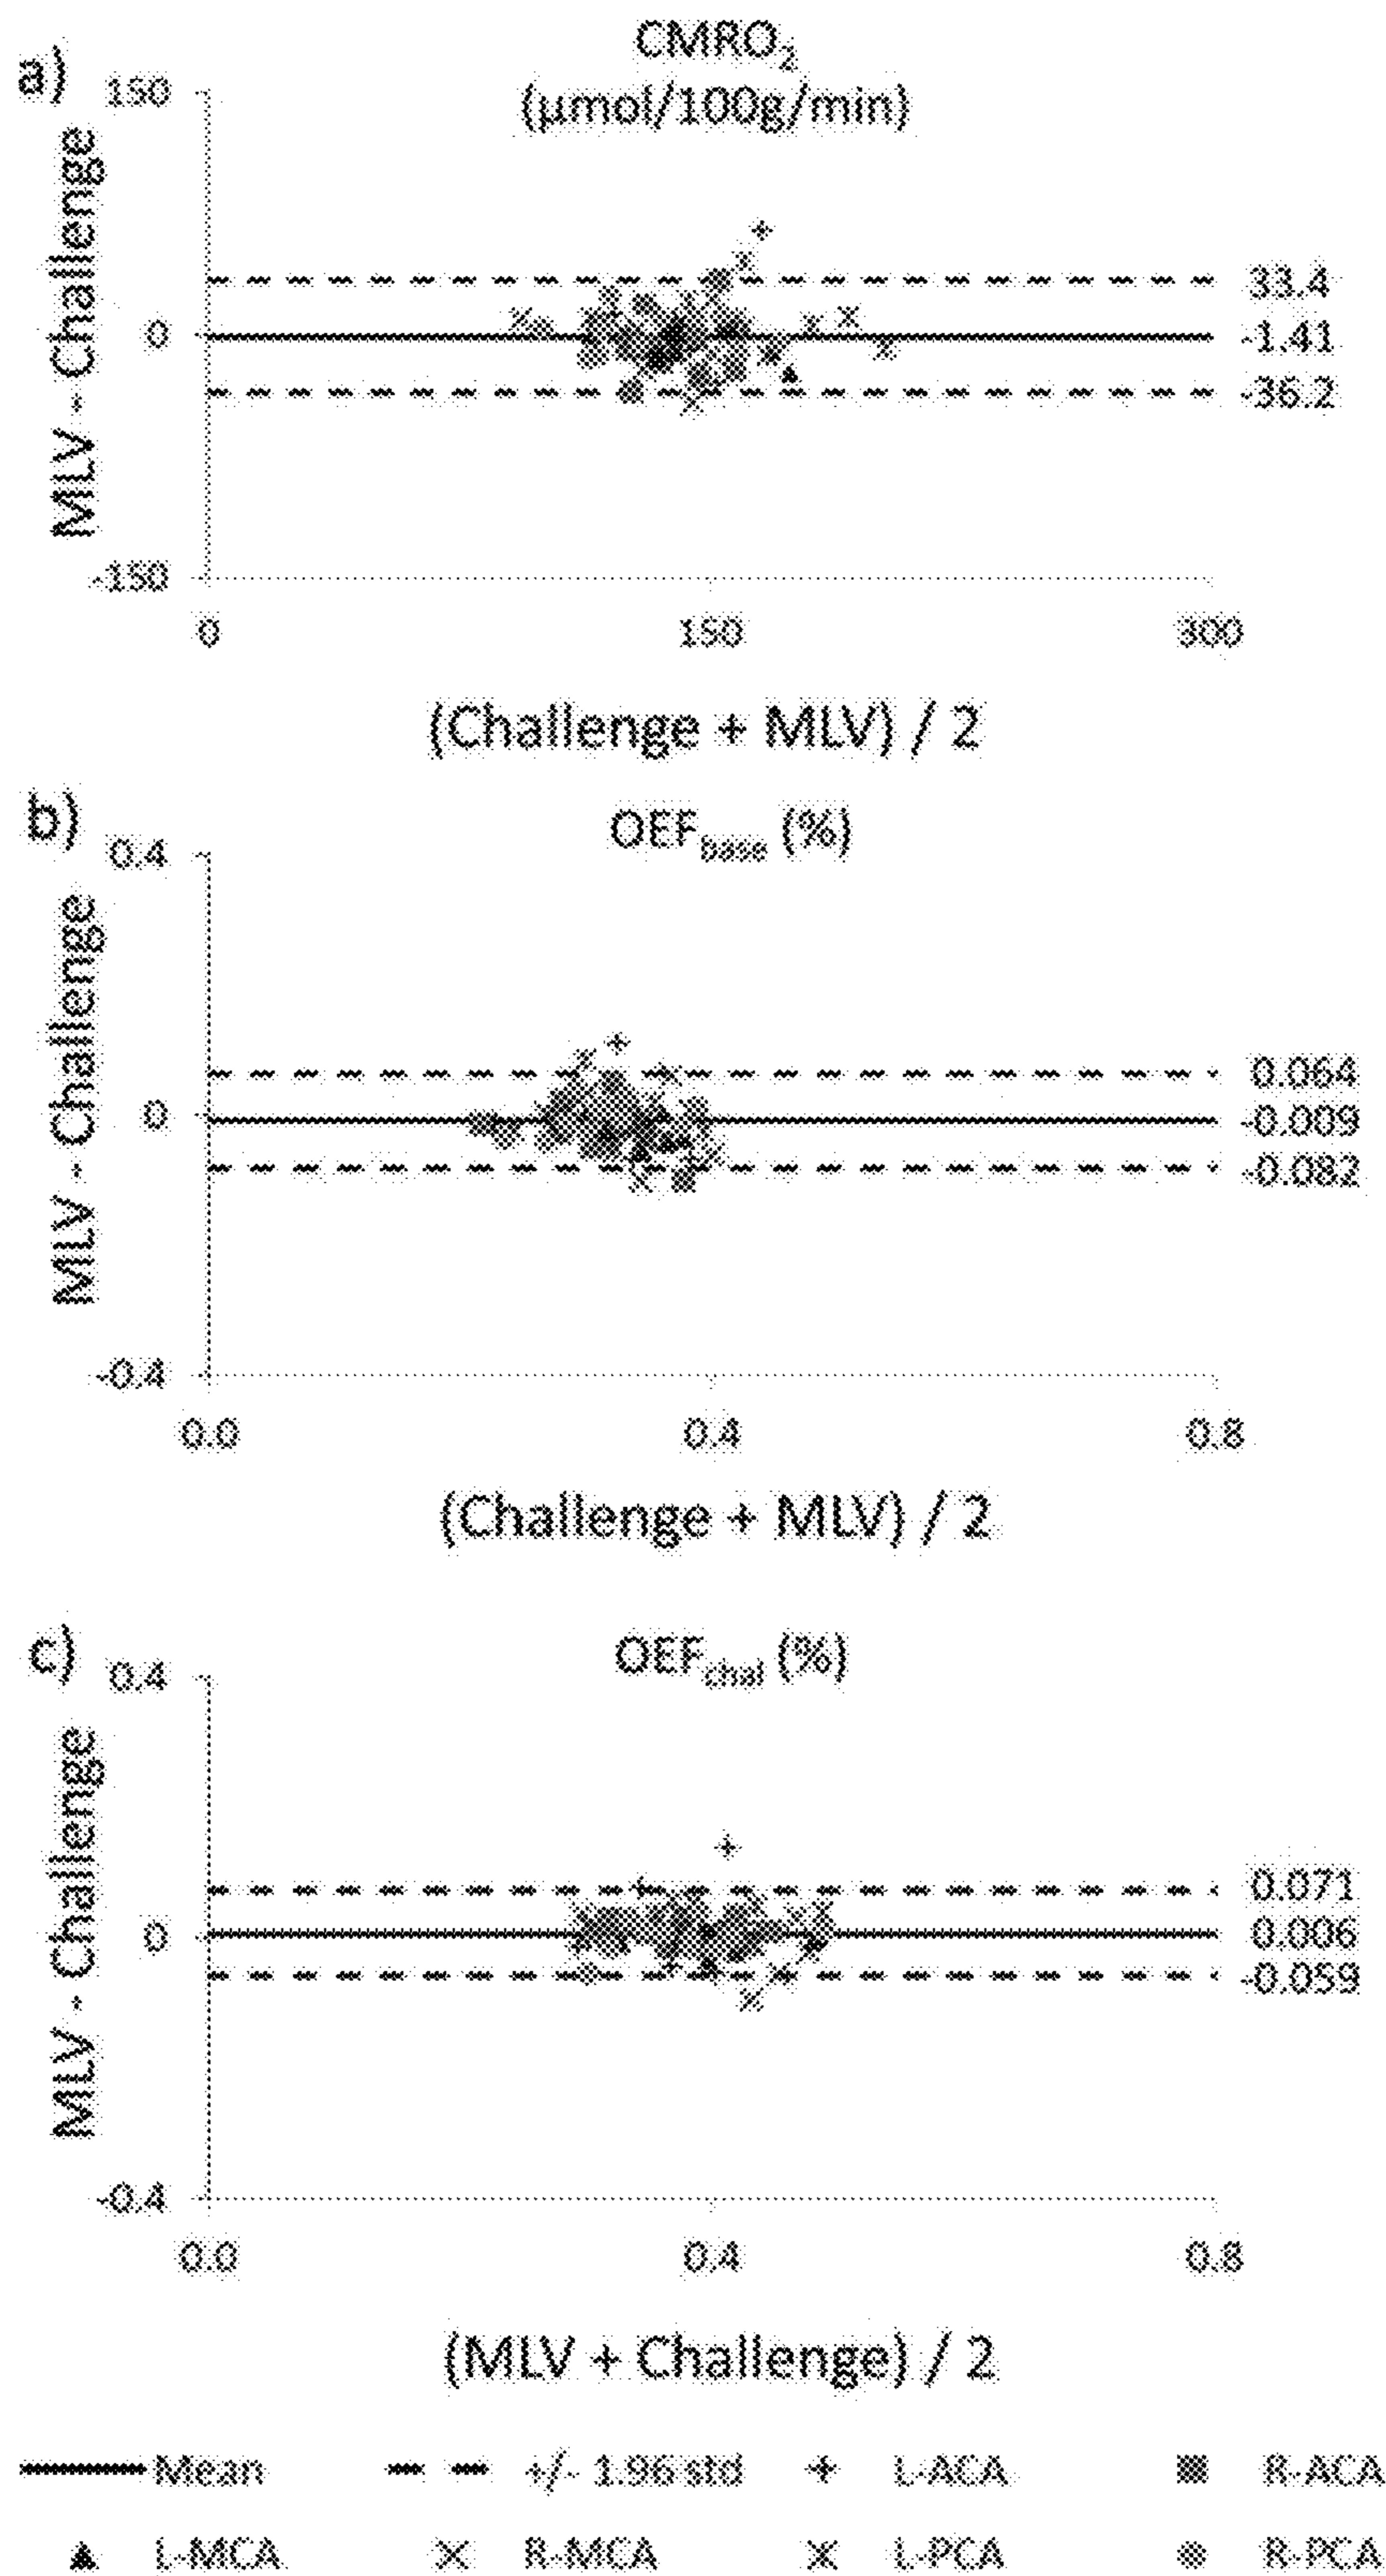 a)
CMRO2
(μmol/100g/min)
150
0
-150
MLV - Challenge
33.4
-1.41
-36.2
0 150 300
(Challenge + MLV) / 2
b)
OEFbase (%)
0.4
0
-0.4
MLV - Challenge
0.064
-0.009
-0.082
0.0 0.4 0.8
(Challenge + MLV) / 2
c)
OEFchal (%)
0.4
0
-0.4
MLV - Challenge
0.071
0.006
-0.059
0.0 0.4 0.8
(MLV + Challenge) / 2
Mean +/- 1.96 std L-ACA R-ACA
L-MCA R-MCA L-PCA R-PCA